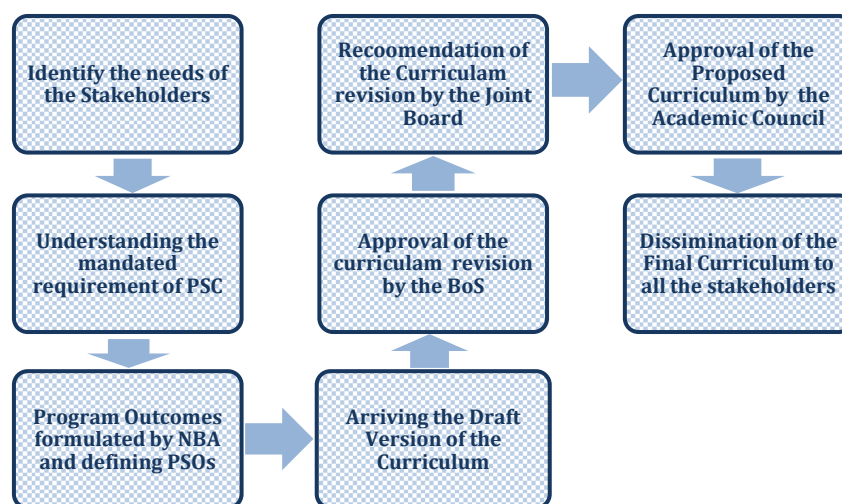 Identify the needs of
the Stakeholders
Understanding the
mandated
requirement of PSC
Program Outcomes
formulated by NBA
and defining PSOs
Arriving the Draft
Version of the
Curriculum
Approval of the
curriculam revision
by the BoS
Recoomendation of
the Curriculam
revision by the Joint
Board
Approval of the
Proposed
Curriculum by the
Academic Council
Dissimination of the
Final Curriculum to
all the stakeholders